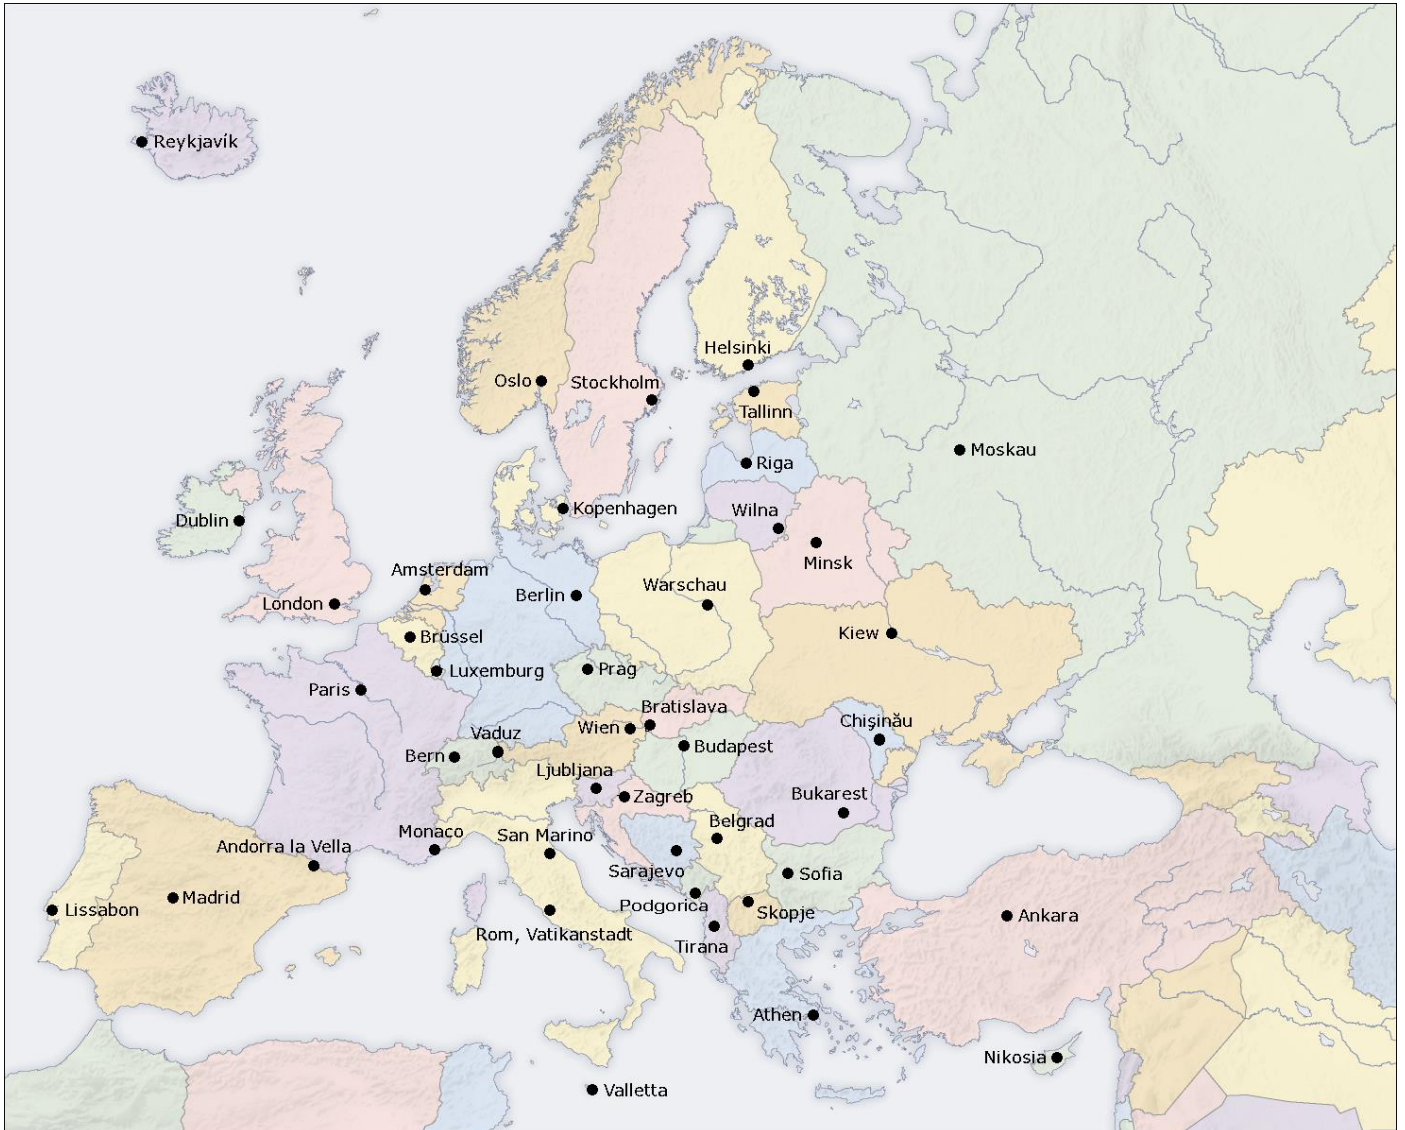 Reykjavík
Helsinki
Oslo
Stockholm
Tallinn
Moskau
Riga
Kopenhagen
Wilna
Dublin
Minsk
Amsterdam
Warschau
Berlin
London
Kiew
Brüssel
Luxemburg
Prag
Paris
Bratislava
Chişinău
Wien
Vaduz
Budapest
Bern
Ljubljana
Zagreb
Bukarest
Belgrad
Monaco
San Marino
Andorra la Vella
Sarajevo
Sofia
Madrid
Podgorica
Lissabon
Skopje
Ankara
Rom, Vatikanstadt
Tirana
Athen
Nikosia
Valletta